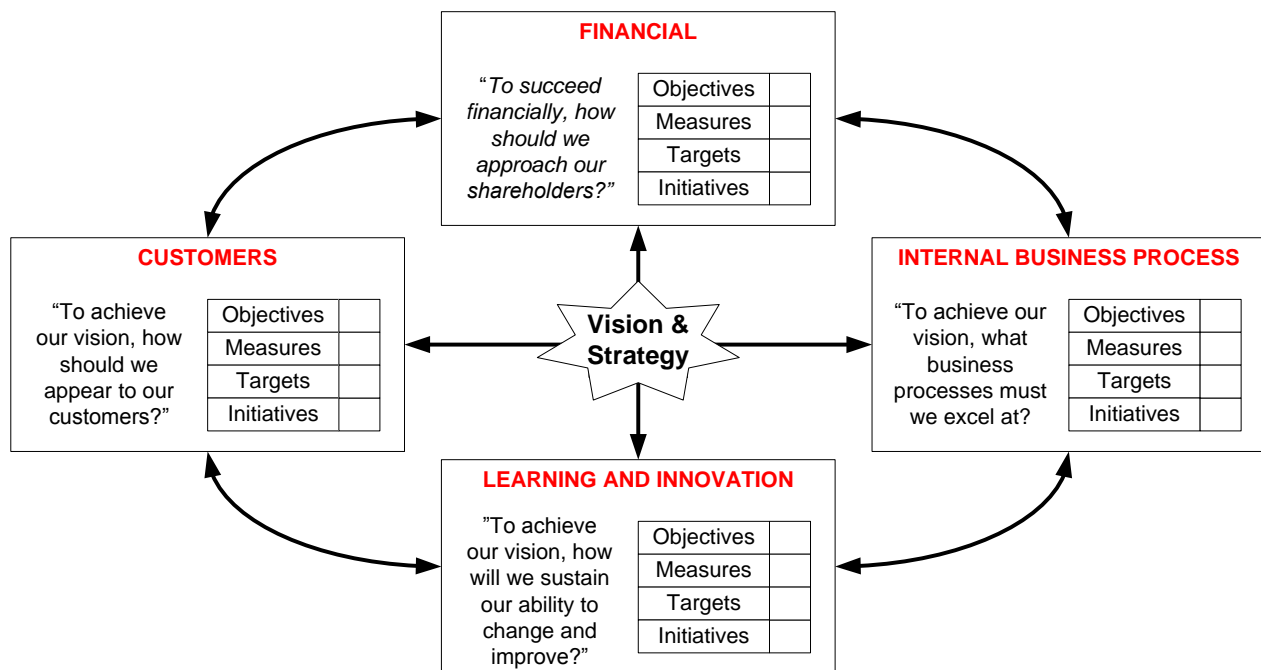 FINANCIAL
“To succeed
financially, how
should we
approach our
shareholders?”
Objectives
Measures
Targets
Initiatives
CUSTOMERS
“To achieve
our vision, how
should we
appear to our
customers?”
Objectives
Measures
Targets
Initiatives
Vision &
Strategy
INTERNAL BUSINESS PROCESS
“To achieve our
vision, what
business
processes must
we excel at?
Objectives
Measures
Targets
Initiatives
LEARNING AND INNOVATION
”To achieve
our vision, how
will we sustain
our ability to
change and
improve?”
Objectives
Measures
Targets
Initiatives